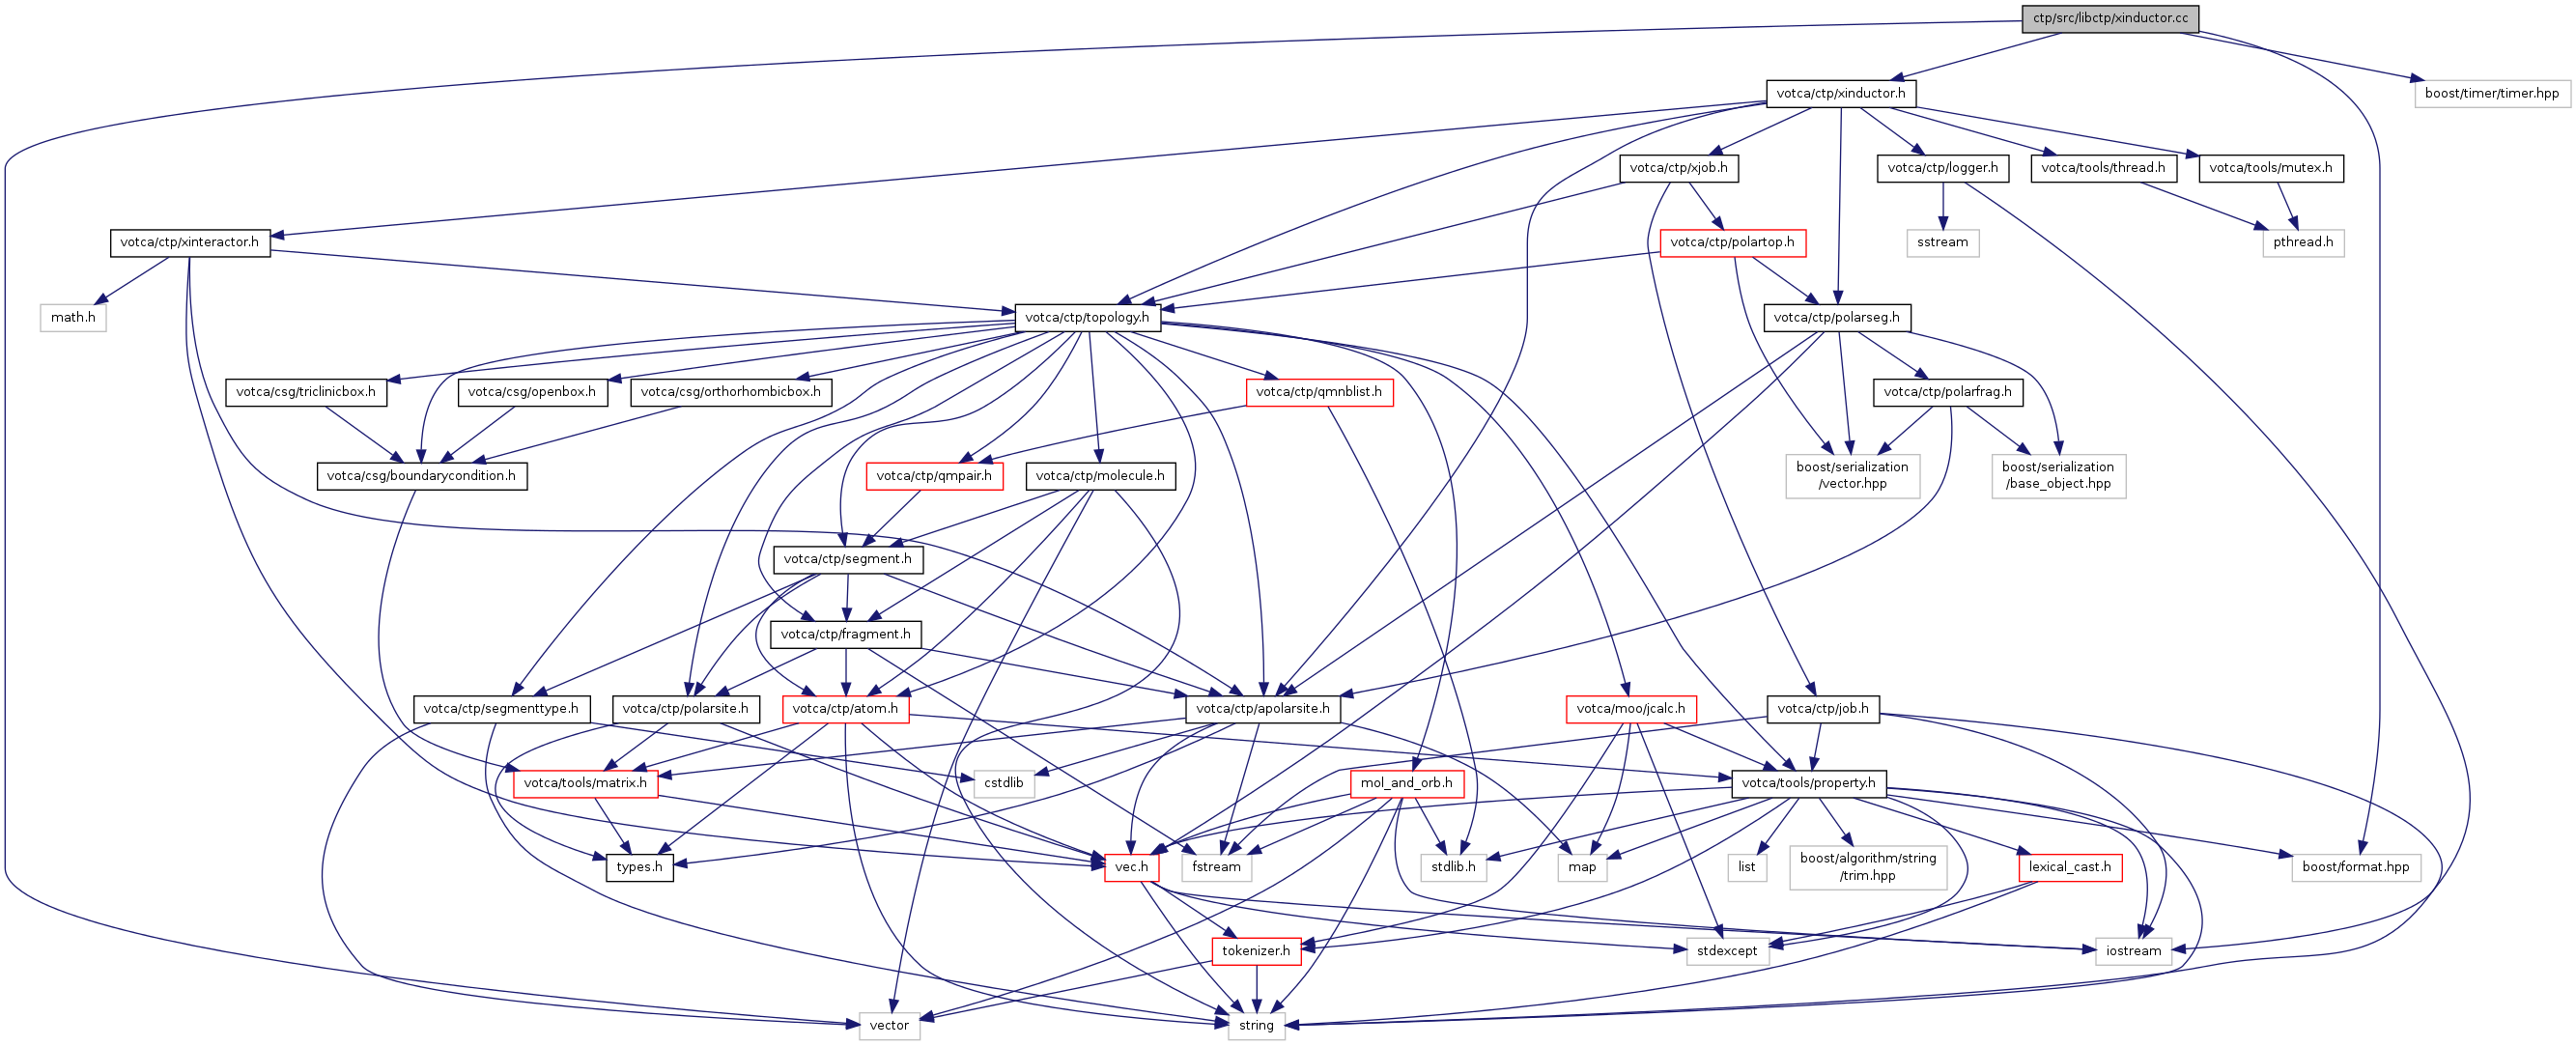 ctp/src/libctp/xinductor.cc
votca/ctp/xinductor.h
boost/timer/timer.hpp
votca/ctp/xjob.h
votca/ctp/logger.h
votca/tools/thread.h
votca/tools/mutex.h
votca/ctp/xinteractor.h
votca/ctp/polartop.h
sstream
pthread.h
math.h
votca/ctp/topology.h
votca/ctp/polarseg.h
votca/csg/triclinicbox.h
votca/csg/openbox.h
votca/csg/orthorhombicbox.h
votca/ctp/qmnblist.h
votca/ctp/polarfrag.h
votca/csg/boundarycondition.h
votca/ctp/qmpair.h
votca/ctp/molecule.h
boost/serialization
/vector.hpp
boost/serialization
/base_object.hpp
votca/ctp/segment.h
votca/ctp/fragment.h
votca/ctp/segmenttype.h
votca/ctp/polarsite.h
votca/ctp/atom.h
votca/ctp/apolarsite.h
votca/moo/jcalc.h
votca/ctp/job.h
votca/tools/matrix.h
cstdlib
mol_and_orb.h
votca/tools/property.h
types.h
vec.h
fstream
stdlib.h
map
list
boost/algorithm/string
/trim.hpp
lexical_cast.h
boost/format.hpp
tokenizer.h
stdexcept
iostream
vector
string